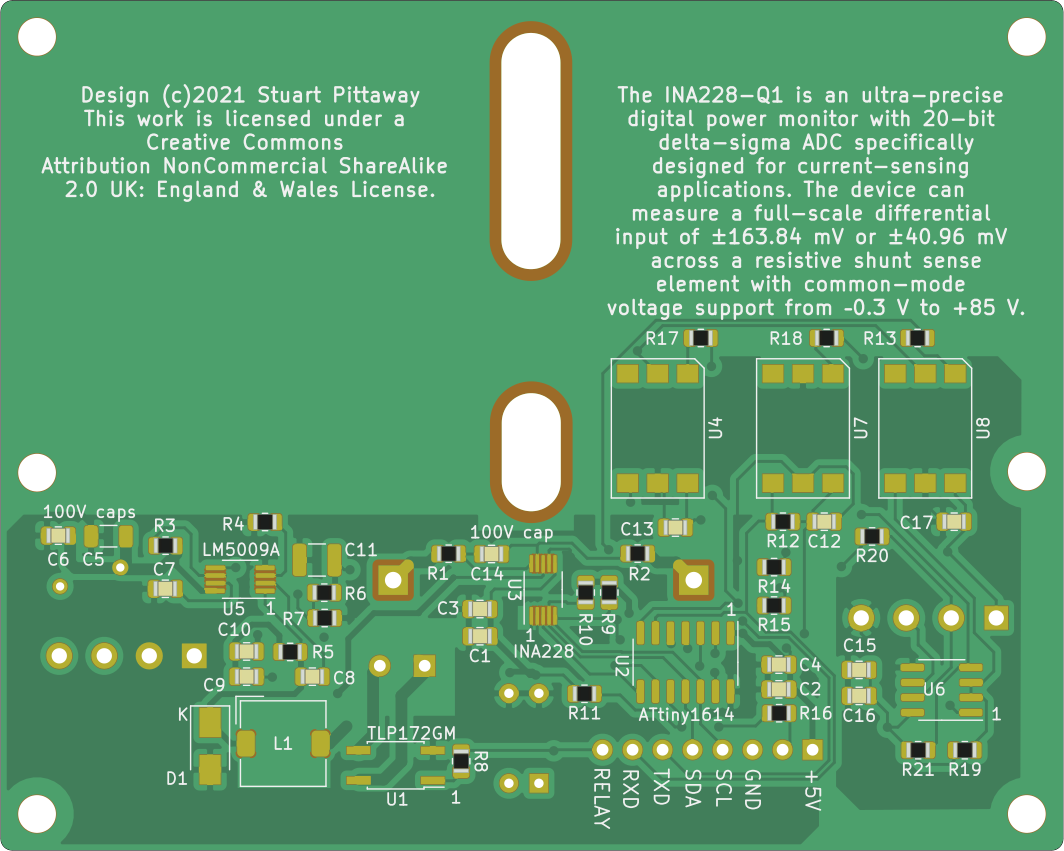 Design (c)2021 Stuart Pittaway
This work is licensed under a
Creative Commons
Attribution NonCommercial ShareAlike
2.0 UK: England & Wales License.
The INA228-Q1 is an ultra-precise
digital power monitor with 20-bit
delta-sigma ADC specifically
designed for current-sensing
applications. The device can
measure a full-scale differential
input of ±163.84 mV or ±40.96 mV
across a resistive shunt sense
element with common-mode
voltage support from -0.3 V to +85 V.
R17
R18
R13
U4
U7
U8
100V caps
C6
C5
R3
R4
C7
LM5009A
U5
1
C11
R6
R7
C10
R5
C9
C8
K
D1
L1
TLP172GM
U1
1
R8
100V cap
R1
C14
U3
1
INA228
C3
C1
R2
R10
R9
C13
R12
C12
R20
C17
R14
R15
1
U2
ATtiny1614
R11
C4
C2
R16
C15
C16
U6
1
R21
R19
RELAY
RXD
TXD
SDA
SCL
GND
+5V